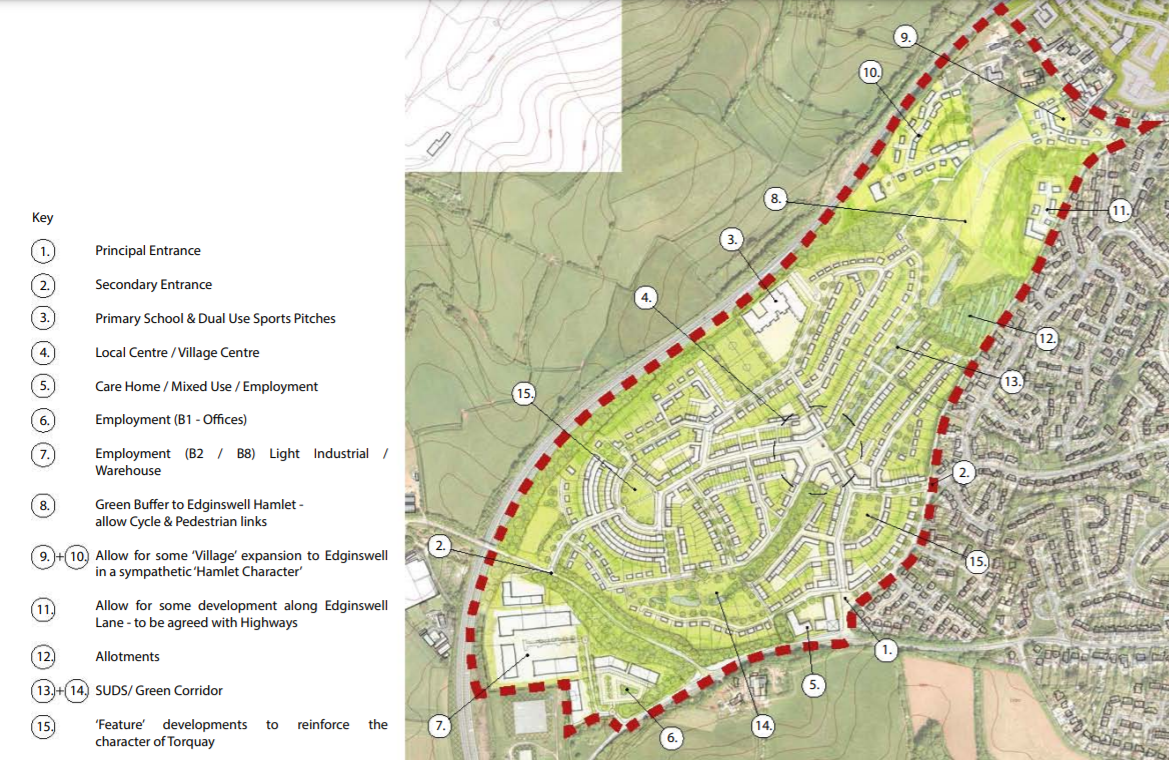 Key
1. Principal Entrance
2. Secondary Entrance
3. Primary School & Dual Use Sports Pitches
4. Local Centre / Village Centre
5. Care Home / Mixed Use / Employment
6. Employment (B1 - Offices)
7. Employment (B2 / B8) Light Industrial /
Warehouse
8. Green Buffer to Edginswell Hamlet -
allow Cycle & Pedestrian links
9.+10. Allow for some ‘Village’ expansion to Edginswell
in a sympathetic ‘Hamlet Character’
11. Allow for some development along Edginswell
Lane - to be agreed with Highways
12. Allotments
13.+14. SUDS/ Green Corridor
15. ‘Feature’ developments to reinforce the
character of Torquay
9.
10.
8.
11.
3.
4.
12.
13.
15.
2.
2.
15.
1.
5.
7.
14.
6.